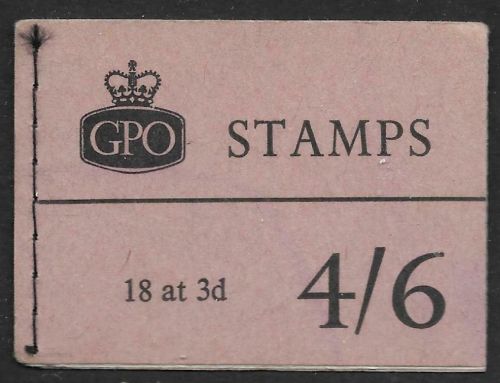 GPO STAMPS
18 at 3d 4/6